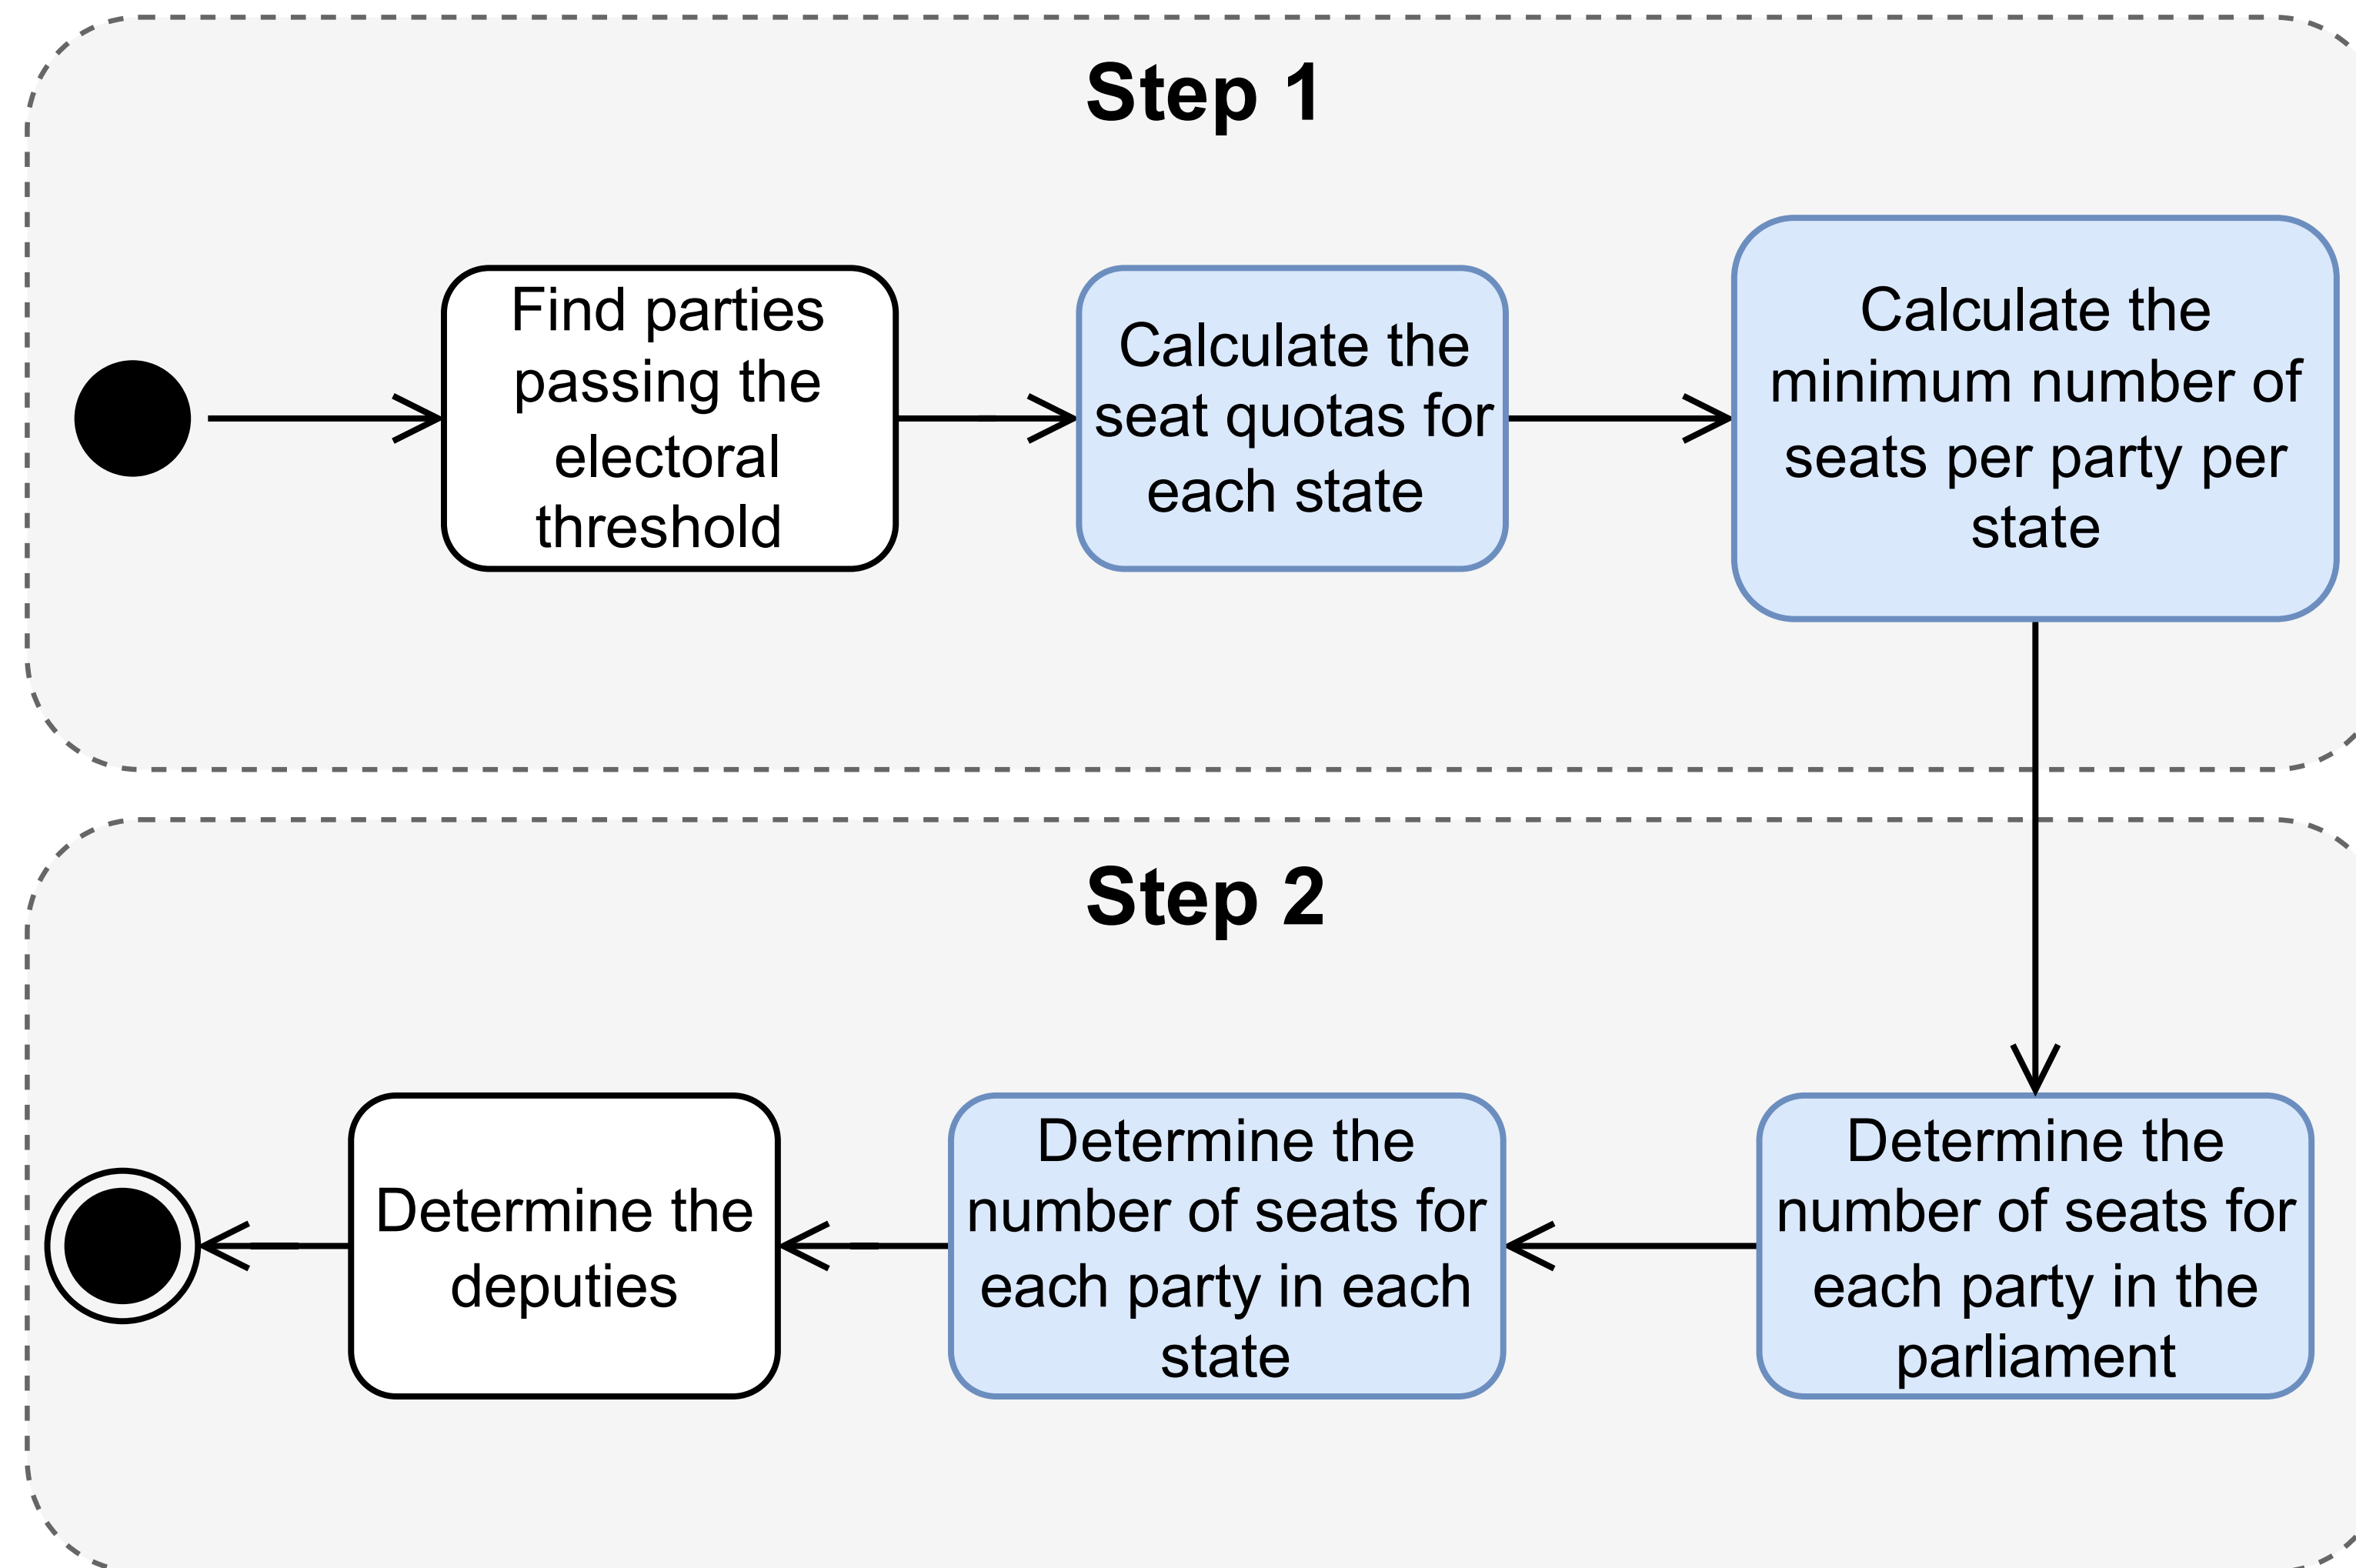 Step 1
Find parties
passing the
electoral
threshold
Calculate the
seat quotas for
each state
Calculate the
minimum number of
seats per party per
state
Step 2
Determine the
number of seats for
each party in the
parliament
Determine the
number of seats for
each party in each
state
Determine the
deputies